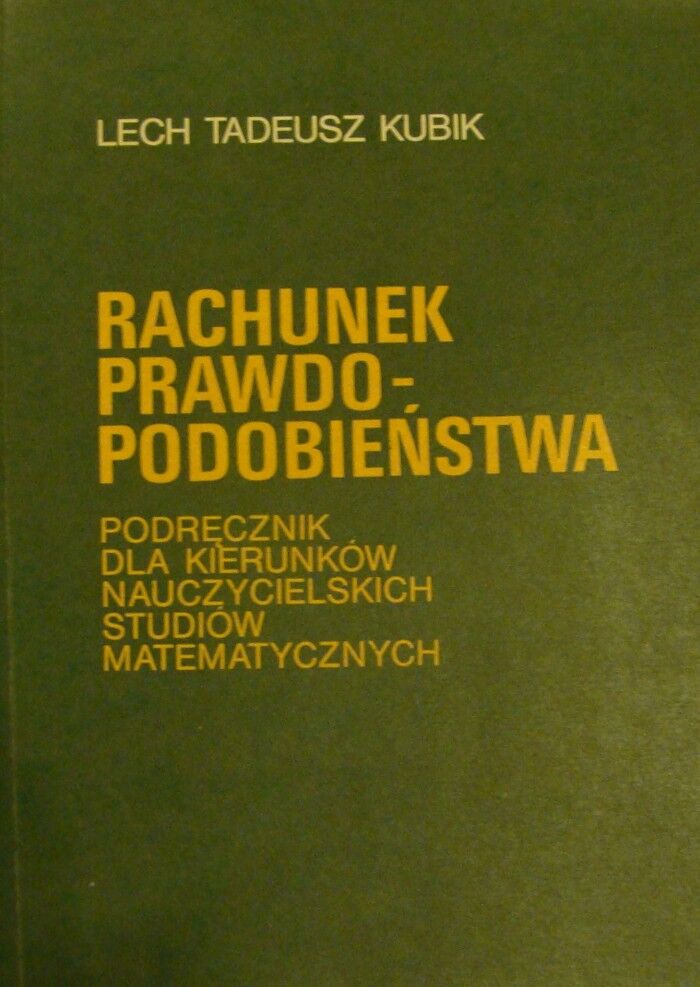 LECH TADEUSZ KUBIK
RACHUNEK
PRAWDO-
PODOBIEŃSTWA
PODRĘCZNIK
DLA KIERUNKÓW
NAUCZYCIELSKICH
STUDIÓW
MATEMATYCZNYCH